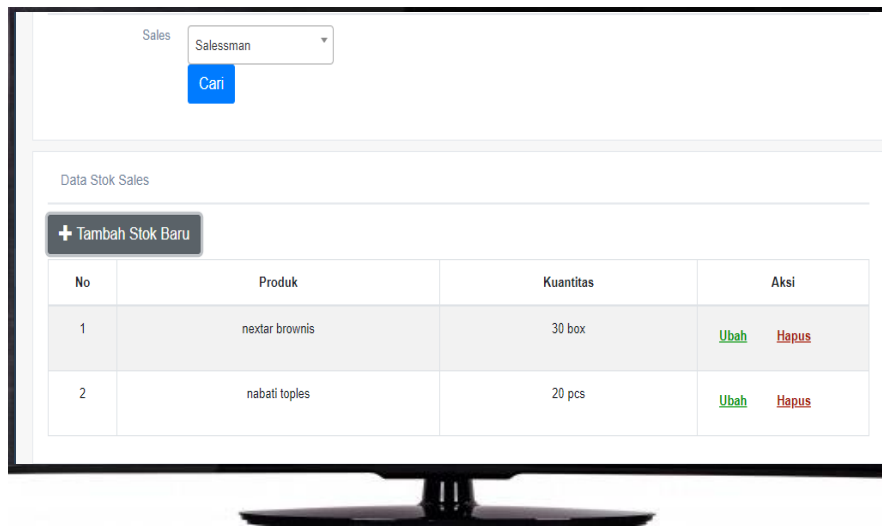 Sales
Salessman
Cari
Data Stok Sales
Tambah Stok Baru
No Produk Kuantitas Aksi
1 nextar brownis 30 box Ubah Hapus
2 nabati toples 20 pcs Ubah Hapus